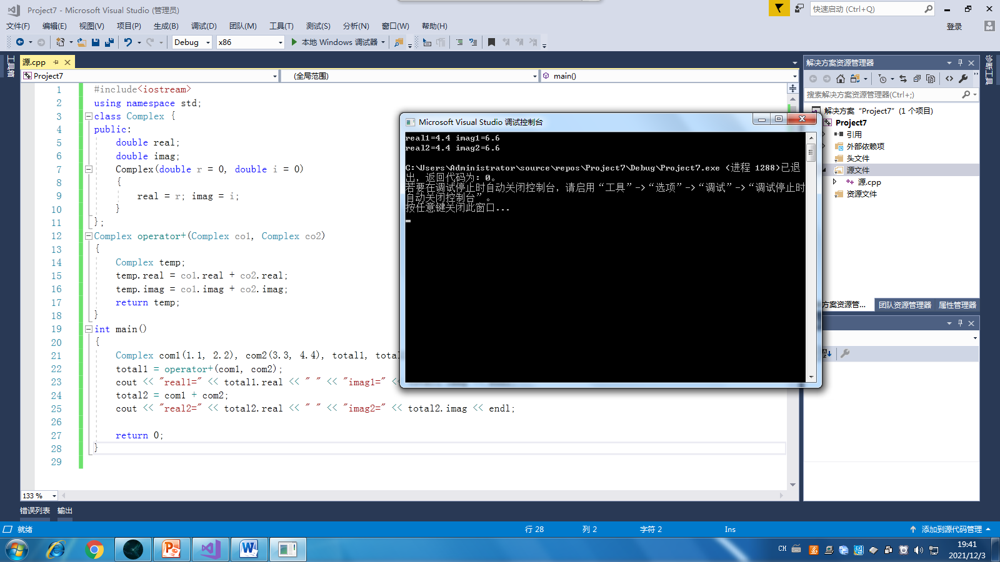 Project7 - Microsoft Visual Studio (管理员)
快速启动 (Ctrl+Q)
文件(F) 编辑(E) 视图(V) 项目(P) 生成(B) 调试(D) 团队(M) 工具(T) 测试(S) 分析(N) 窗口(W) 帮助(H)
登录
Debug x86 本地 Windows 调试器
工具箱
源.cpp
Project7 (全局范围) main()
1 #include<iostream>
2 using namespace std;
3 class Complex {
4 public:
5 double real;
6 double imag;
7 Complex(double r = 0, double i = 0)
8 {
9 real = r; imag = i;
10 }
11 };
12 Complex operator+(Complex co1, Complex co2)
13 {
14 Complex temp;
15 temp.real = co1.real + co2.real;
16 temp.imag = co1.imag + co2.imag;
17 return temp;
18 }
19 int main()
20 {
21 Complex com1(1.1, 2.2), com2(3.3, 4.4), total1, total
22 total1 = operator+(com1, com2);
23 cout << "real1=" << total1.real << " " << "imag1=" <<
24 total2 = com1 + com2;
25 cout << "real2=" << total2.real << " " << "imag2=" << total2.imag << endl;
26
27 return 0;
28 }
29
133 %
Microsoft Visual Studio 调试控制台
real1=4.4 imag1=6.6
real2=4.4 imag2=6.6
C:\Users\Administrator\source\repos\Project7\Debug\Project7.exe (进程 1288)已退
出，返回代码为: 0。
若要在调试停止时自动关闭控制台，请启用“工具”->“选项”->“调试”->“调试停止时
自动关闭控制台”。
按任意键关闭此窗口...
解决方案资源管理器
搜索解决方案资源管理器(Ctrl+;)
解决方案 “Project7” (1 个项目)
Project7
引用
外部依赖项
头文件
源文件
源.cpp
资源文件
方案资源管... 团队资源管理器 属性管理器
诊断工具
错误列表 输出
就绪 行 28 列 2 字符 2 Ins 添加到源代码管理
CH 19:41
2021/12/3